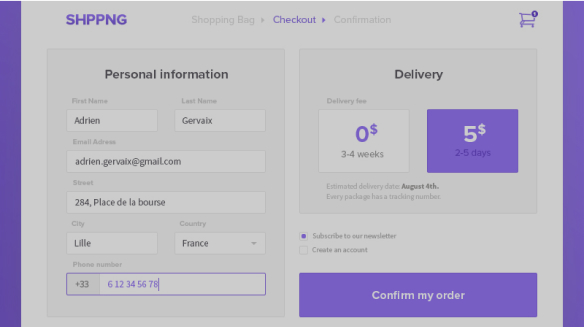 SHPPNG
Shopping Bag Checkout Confirmation
5
Personal information
First Name Last Name
Adrien Gervaix
Email Adress
adrien.gervaix@gmail.com
Street
284, Place de la bourse
City Country
Lille France
Phone number
+33 6 12 34 56 78
Delivery
Delivery fee
0$ 5$
3-4 weeks 2-5 days
Estimated delivery date: August 4th.
Every package has a tracking number.
Subscribe to our newsletter
Create an account
Confirm my order